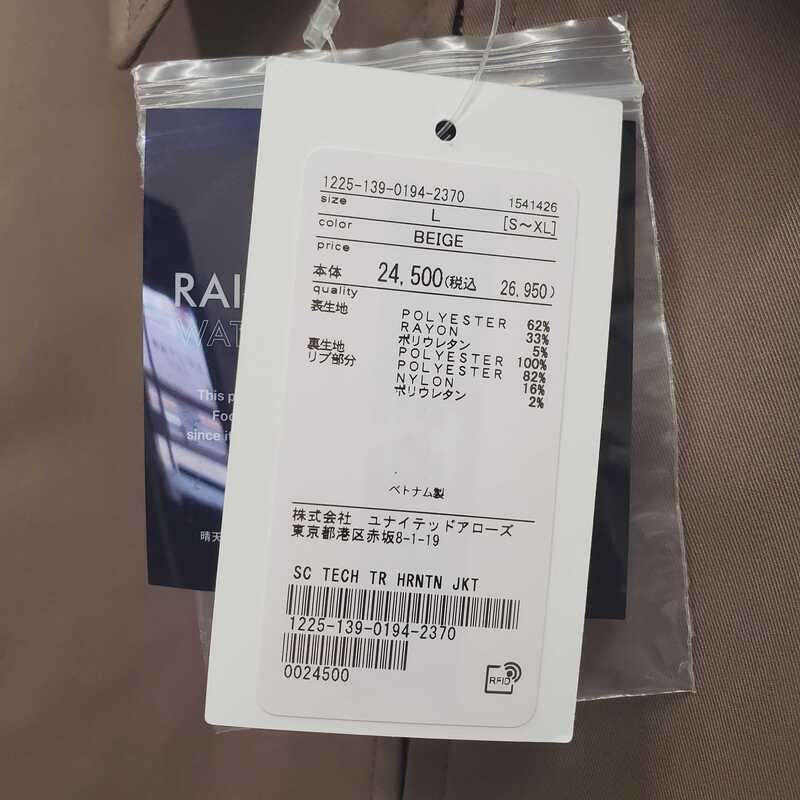 1225-139-0194-2370
1541426
size L [S～XL]
color BEIGE
price
本体 24,500(税込 26,950)
quality
表生地 POLYESTER 62%
RAYON 33%
ポリウレタン 5%
裏生地 POLYESTER 100%
リブ部分 POLYESTER 82%
NYLON 16%
ポリウレタン 2%
ベトナム製
株式会社 ユナイテッドアローズ
東京都港区赤坂8-1-19
SC TECH TR HRNTN JKT
1225-139-0194-2370
0024500
RFID
RAI
WAT
This p
Foo
since i
晴天